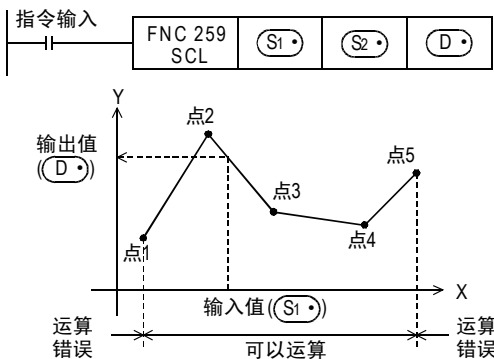 指令输入
FNC 259
SCL
S1・
S2・
D・
Y
点2
输出值
(D・)
点5
点3
点1
点4
X
输入值(S1・)
运算
错误
可以运算
运算
错误